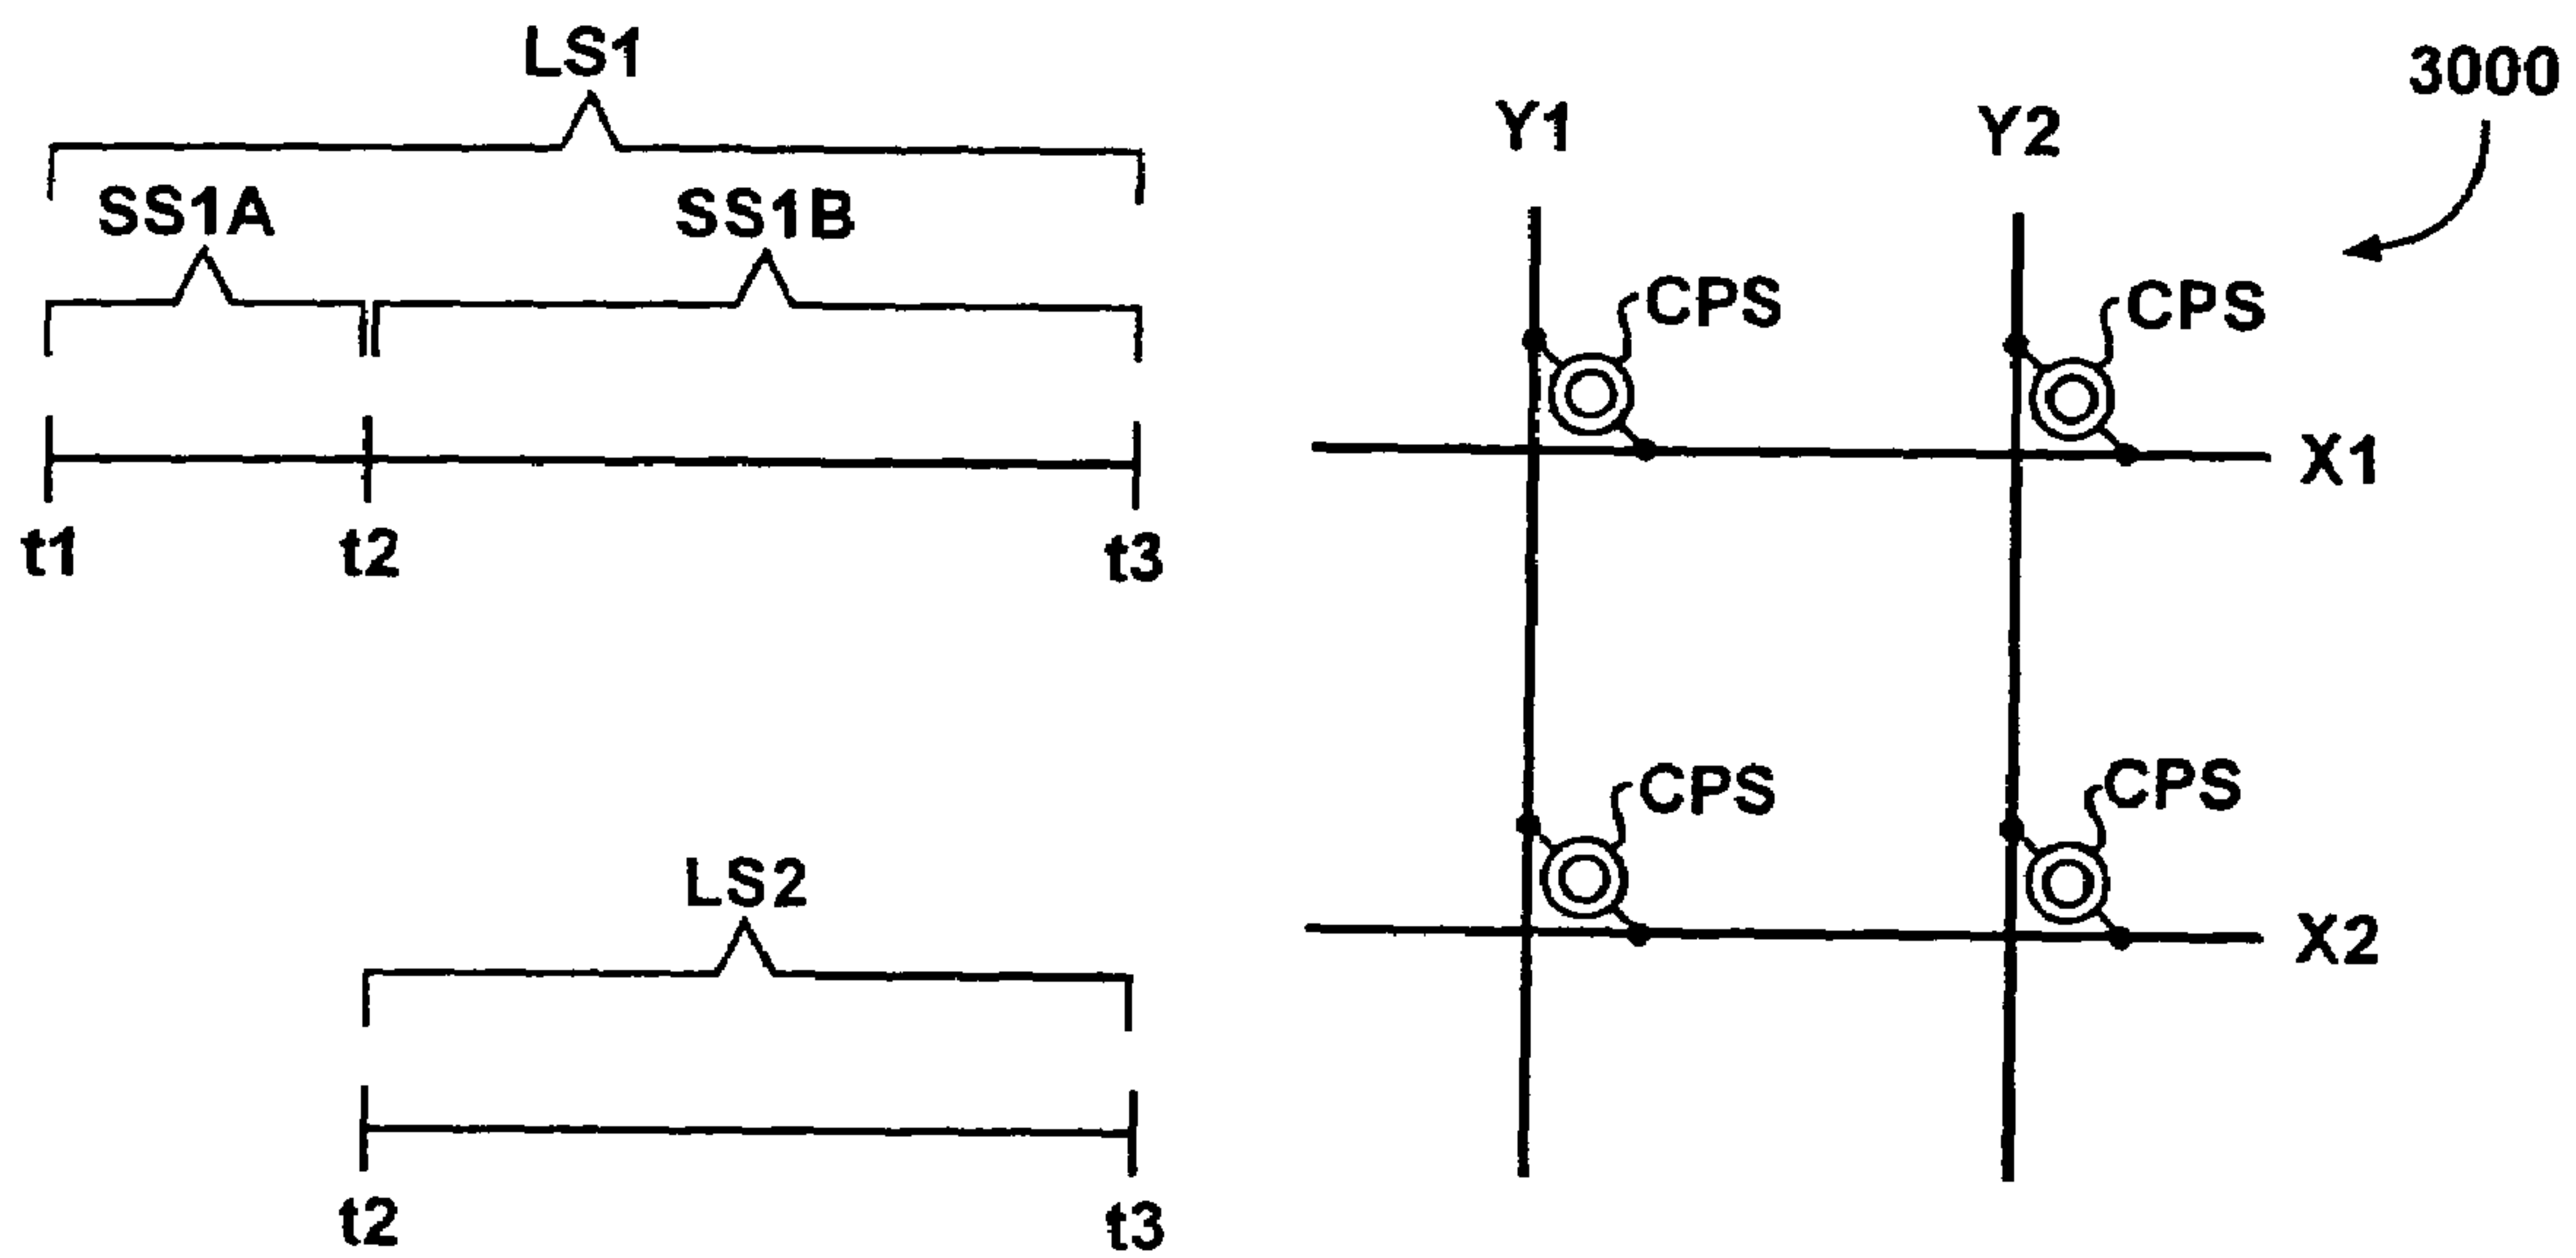 LS1
SS1A SS1B
t1 t2 t3
LS2
t2 t3
3000
Y1 Y2
CPS CPS
X1
CPS CPS
X2